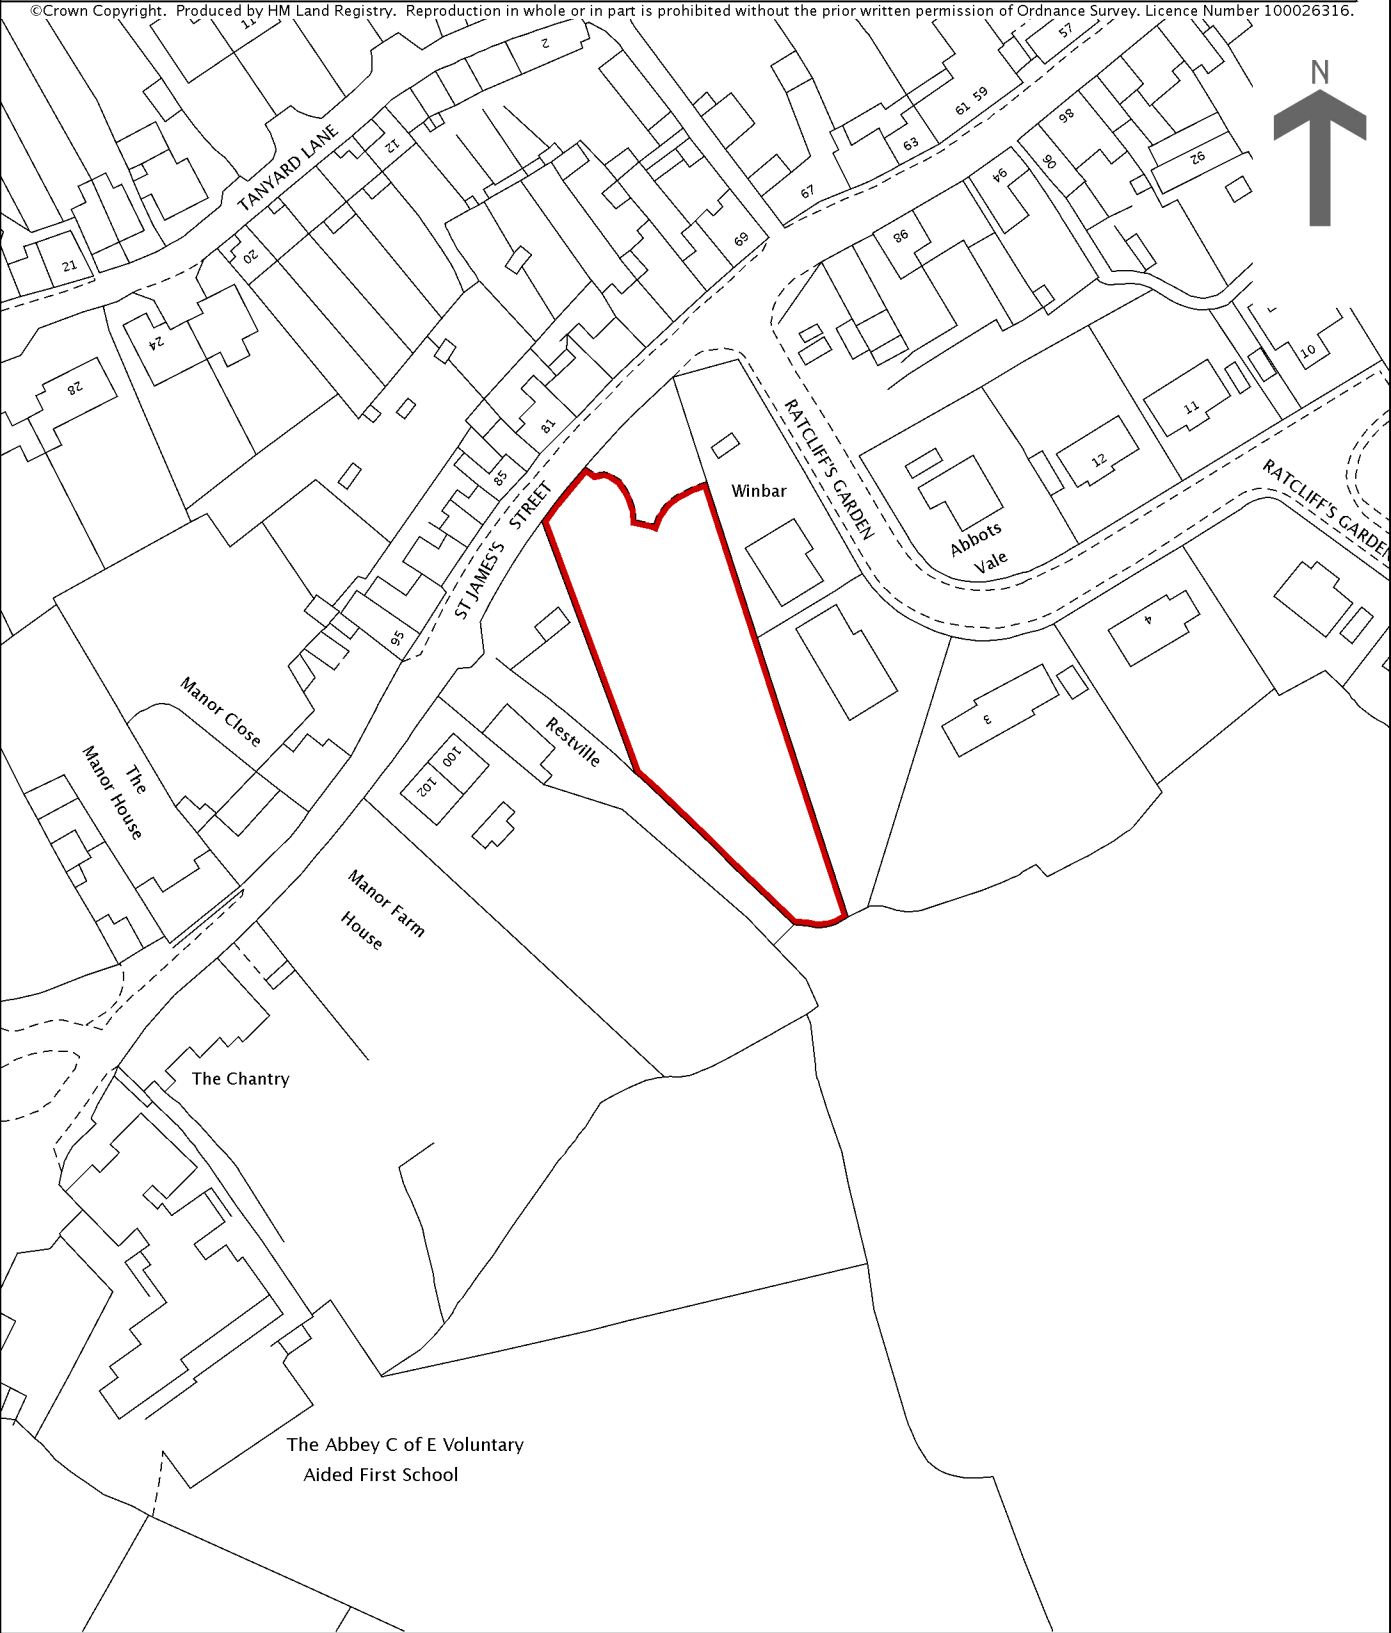 ©Crown Copyright. Produced by HM Land Registry. Reproduction in whole or in part is prohibited without the prior written permission of Ordnance Survey. Licence Number 100026316.
11
2
57
N
TANYARD LANE
12
61 59
63
98
90
92
94
67
69
86
21
20
24
28
10
11
12
81
85
RATCLIFF'S GARDEN
Winbar
STREET
ST JAMES'S
Abbots
Vale
RATCLIFF'S GARDEN
95
4
3
Manor Close
Restville
The
Manor House
100
102
Manor Farm
House
The Chantry
The Abbey C of E Voluntary
Aided First School